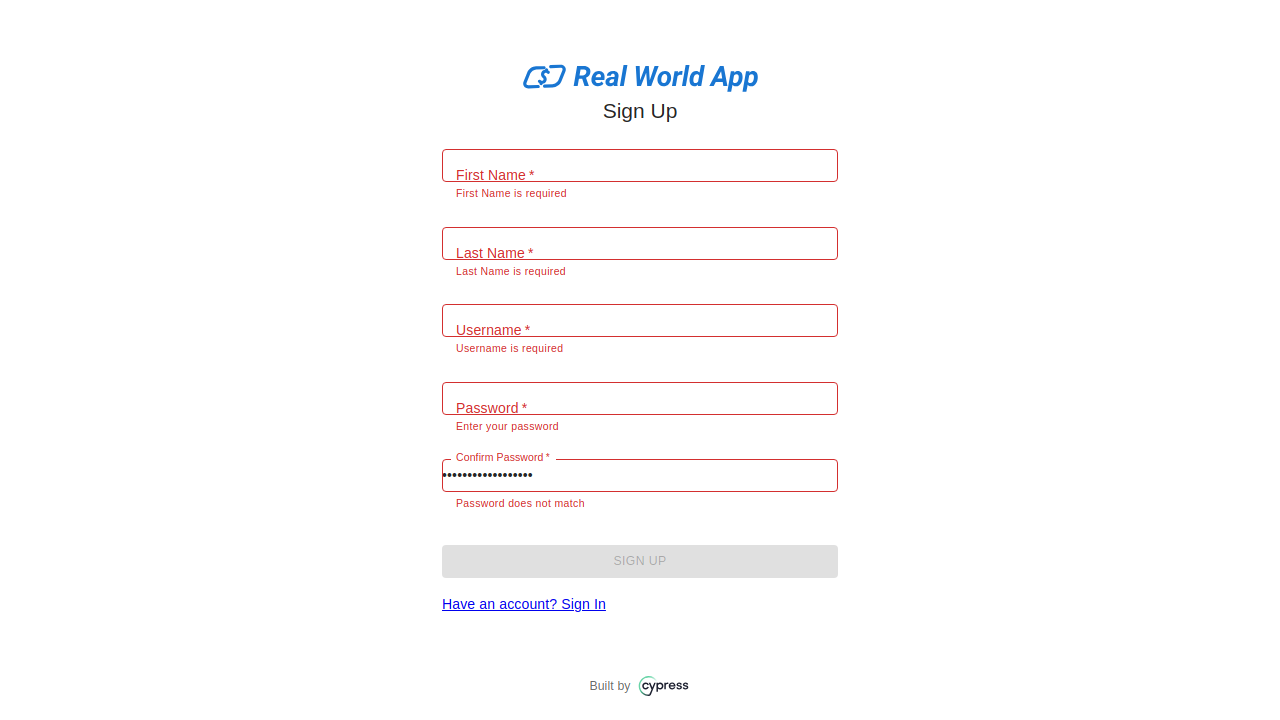 Real World App
Sign Up
First Name *
First Name is required
Last Name *
Last Name is required
Username *
Username is required
Password *
Enter your password
Confirm Password *
••••••••••••••••••
Password does not match
SIGN UP
Have an account? Sign In
Built by cypress